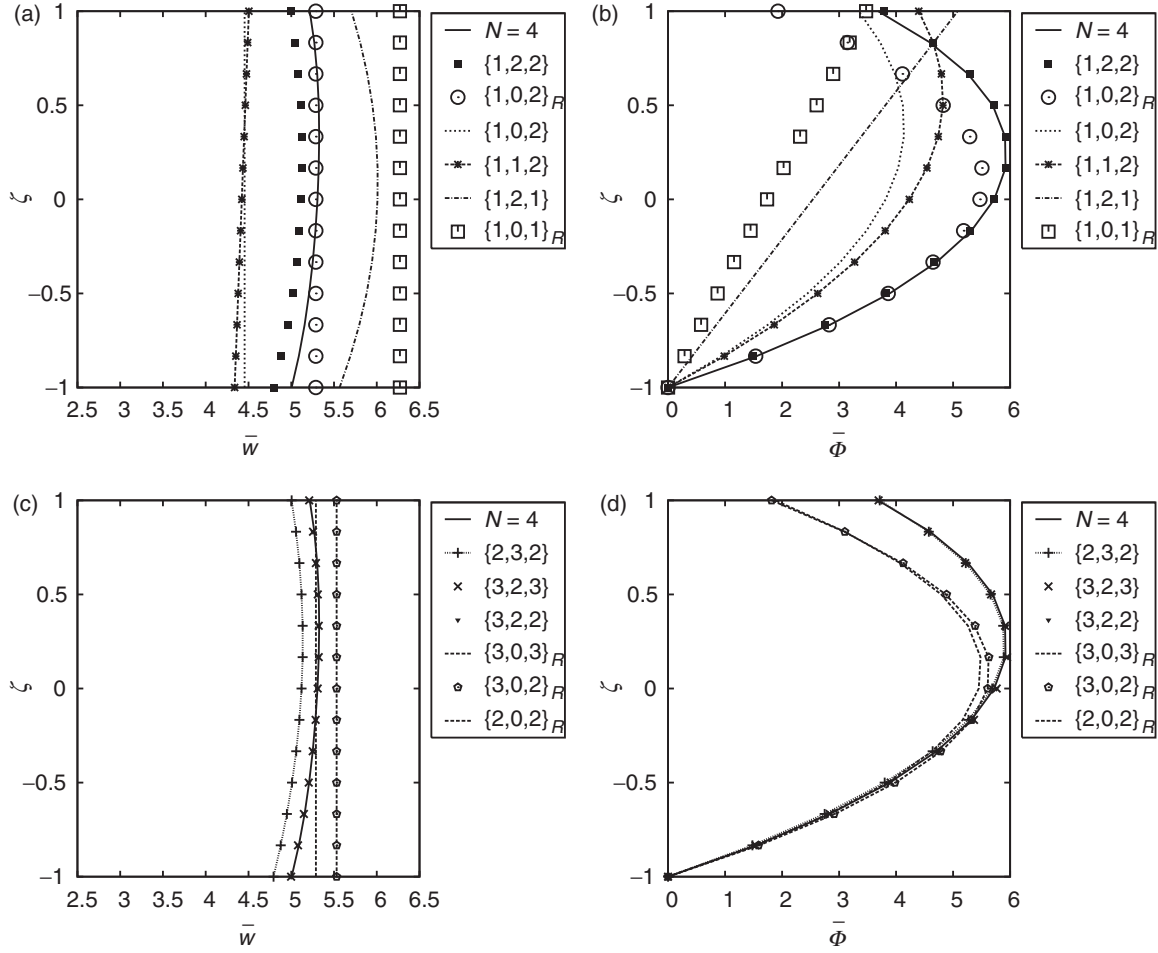 (a)
1
0.5
0
−0.5
−1
ζ
2.5 3 3.5 4 4.5 5 5.5 6 6.5
w̄
N = 4
{1,2,2}
{1,0,2}R
{1,0,2}
{1,1,2}
{1,2,1}
{1,0,1}R
(b)
1
0.5
0
−0.5
−1
ζ
0 1 2 3 4 5 6
Φ̄
N = 4
{1,2,2}
{1,0,2}R
{1,0,2}
{1,1,2}
{1,2,1}
{1,0,1}R
(c)
1
0.5
0
−0.5
−1
ζ
2.5 3 3.5 4 4.5 5 5.5 6 6.5
w̄
N = 4
{2,3,2}
{3,2,3}
{3,2,2}
{3,0,3}R
{3,0,2}R
{2,0,2}R
(d)
1
0.5
0
−0.5
−1
ζ
0 1 2 3 4 5 6
Φ̄
N = 4
{2,3,2}
{3,2,3}
{3,2,2}
{3,0,3}R
{3,0,2}R
{2,0,2}R